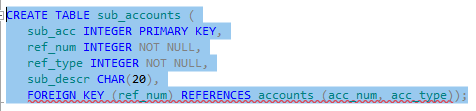 CREATE TABLE sub_accounts (
sub_acc INTEGER PRIMARY KEY,
ref_num INTEGER NOT NULL,
ref_type INTEGER NOT NULL,
sub_descr CHAR(20),
FOREIGN KEY (ref_num) REFERENCES accounts (acc_num, acc_type));